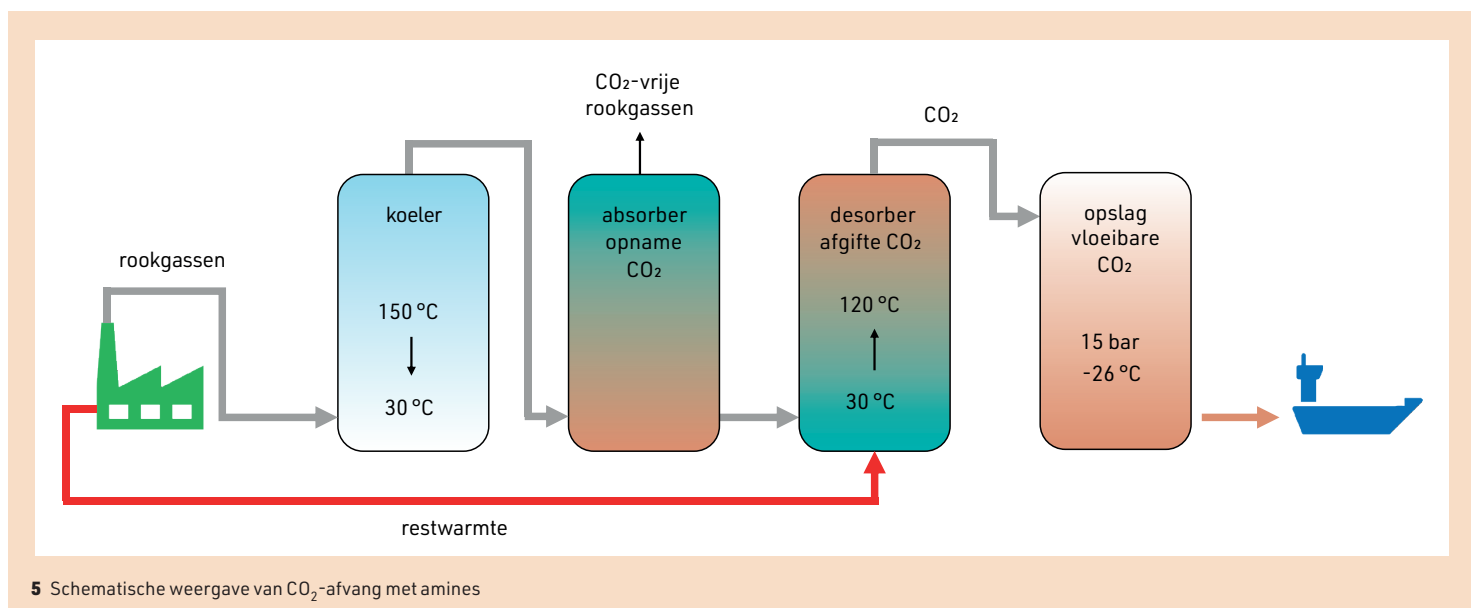 rookgassen
koeler
150 °C
30 °C
CO₂-vrije
rookgassen
absorber
opname
CO₂
desorber
afgifte CO₂
120 °C
30 °C
CO₂
opslag
vloeibare
CO₂
15 bar
-26 °C
restwarmte
5 Schematische weergave van CO₂-afvang met amines